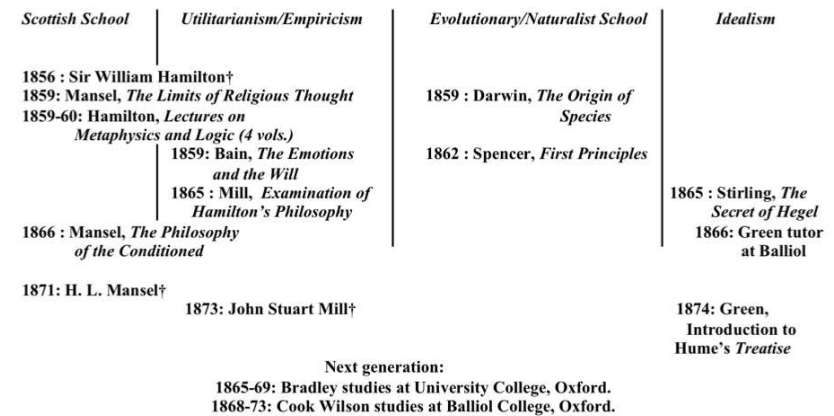 Scottish School Utilitarianism/Empiricism Evolutionary/Naturalist School Idealism
1856 : Sir William Hamilton†
1859: Mansel, The Limits of Religious Thought
1859-60: Hamilton, Lectures on
Metaphysics and Logic (4 vols.)
1859: Bain, The Emotions
and the Will
1865 : Mill, Examination of
Hamilton's Philosophy
1866 : Mansel, The Philosophy
of the Conditioned
1871: H. L. Mansel†
1873: John Stuart Mill†
1859 : Darwin, The Origin of
Species
1862 : Spencer, First Principles
1865 : Stirling, The
Secret of Hegel
1866: Green tutor
at Balliol
1874: Green,
Introduction to
Hume's Treatise
Next generation:
1865-69: Bradley studies at University College, Oxford.
1868-73: Cook Wilson studies at Balliol College, Oxford.